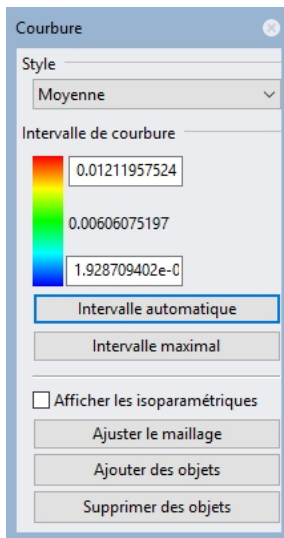 Courbure
Style
Moyenne
Intervalle de courbure
0.01211957524
0.00606075197
1.928709402e-0
Intervalle automatique
Intervalle maximal
Afficher les isoparamétriques
Ajuster le maillage
Ajouter des objets
Supprimer des objets